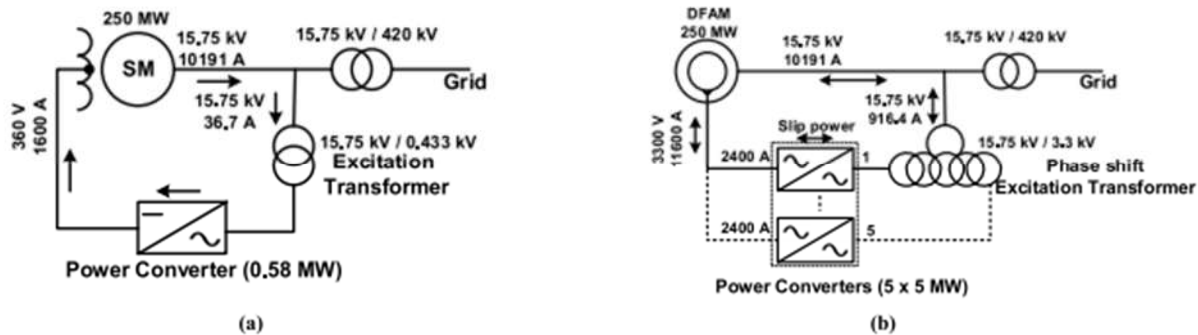 250 MW
SM
15.75 kV
10191 A
15.75 kV / 420 kV
Grid
15.75 kV
36.7 A
360 V
1600 A
15.75 kV / 0.433 kV
Excitation
Transformer
Power Converter (0.58 MW)
(a)
DFAM
250 MW
15.75 kV
10191 A
15.75 kV / 420 kV
Grid
15.75 kV
916.4 A
3300 V
11600 A
Slip power
15.75 kV / 3.3 kV
2400 A
1
Phase shift
Excitation Transformer
2400 A
5
Power Converters (5 x 5 MW)
(b)